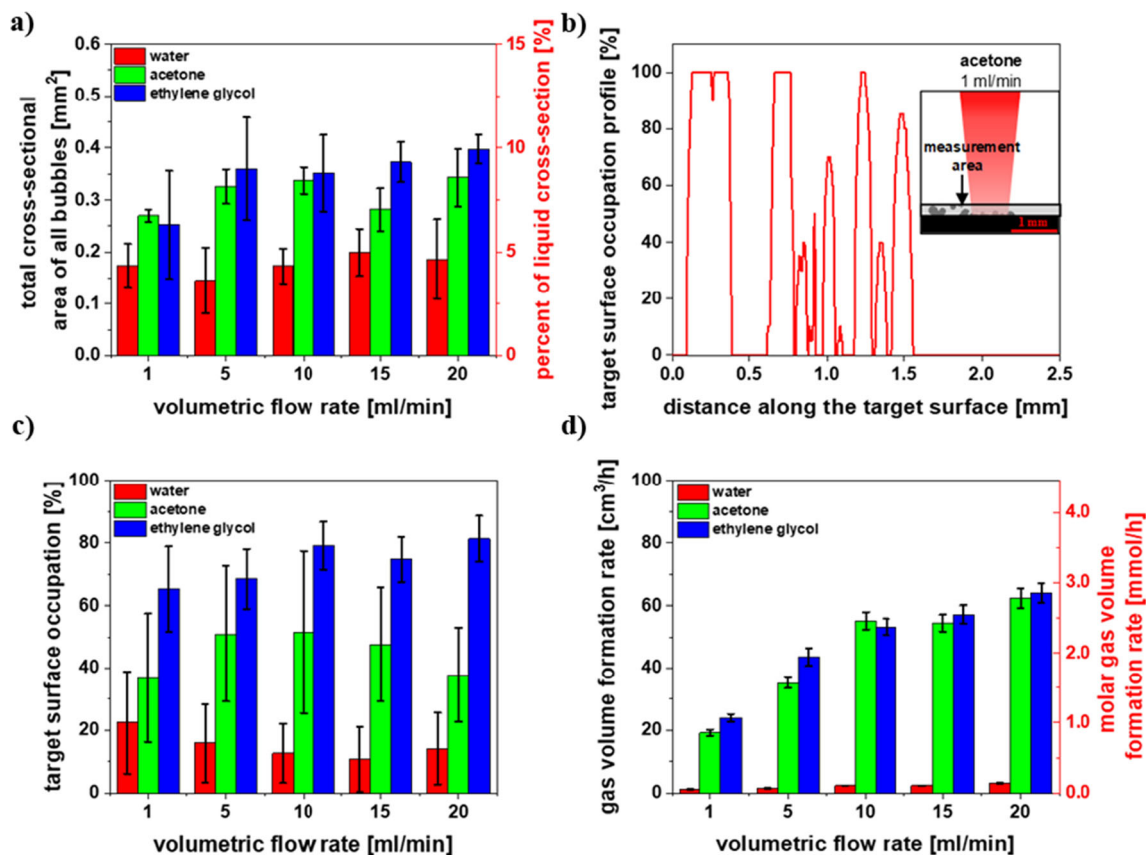 a)
total cross-sectional
area of all bubbles [mm²]
0.6
0.5
0.4
0.3
0.2
0.1
0.0
water
acetone
ethylene glycol
15
10
5
0
percent of liquid cross-section [%]
1 5 10 15 20
volumetric flow rate [ml/min]
b)
target surface occupation profile [%]
100
80
60
40
20
0
acetone
1 ml/min
measurement
area
1 mm
0.0 0.5 1.0 1.5 2.0 2.5
distance along the target surface [mm]
c)
target surface occupation [%]
100
80
60
40
20
0
water
acetone
ethylene glycol
1 5 10 15 20
volumetric flow rate [ml/min]
d)
gas volume formation rate [cm³/h]
100
80
60
40
20
0
water
acetone
ethylene glycol
4.0
3.0
2.0
1.0
0.0
molar gas volume
formation rate [mmol/h]
1 5 10 15 20
volumetric flow rate [ml/min]